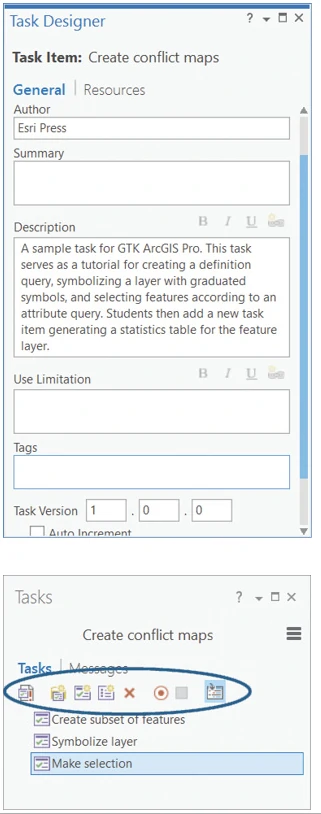 Task Designer
Task Item: Create conflict maps
General | Resources
Author
Esri Press
Summary
B I U
Description
A sample task for GTK ArcGIS Pro. This task
serves as a tutorial for creating a definition
query, symbolizing a layer with graduated
symbols, and selecting features according to an
attribute query. Students then add a new task
item generating a statistics table for the feature
layer.
B I U
Use Limitation
Tags
Task Version 1 . 0 . 0
Auto Increment
Tasks ?
Create conflict maps
Tasks | Messages
Create subset of features
Symbolize layer
Make selection